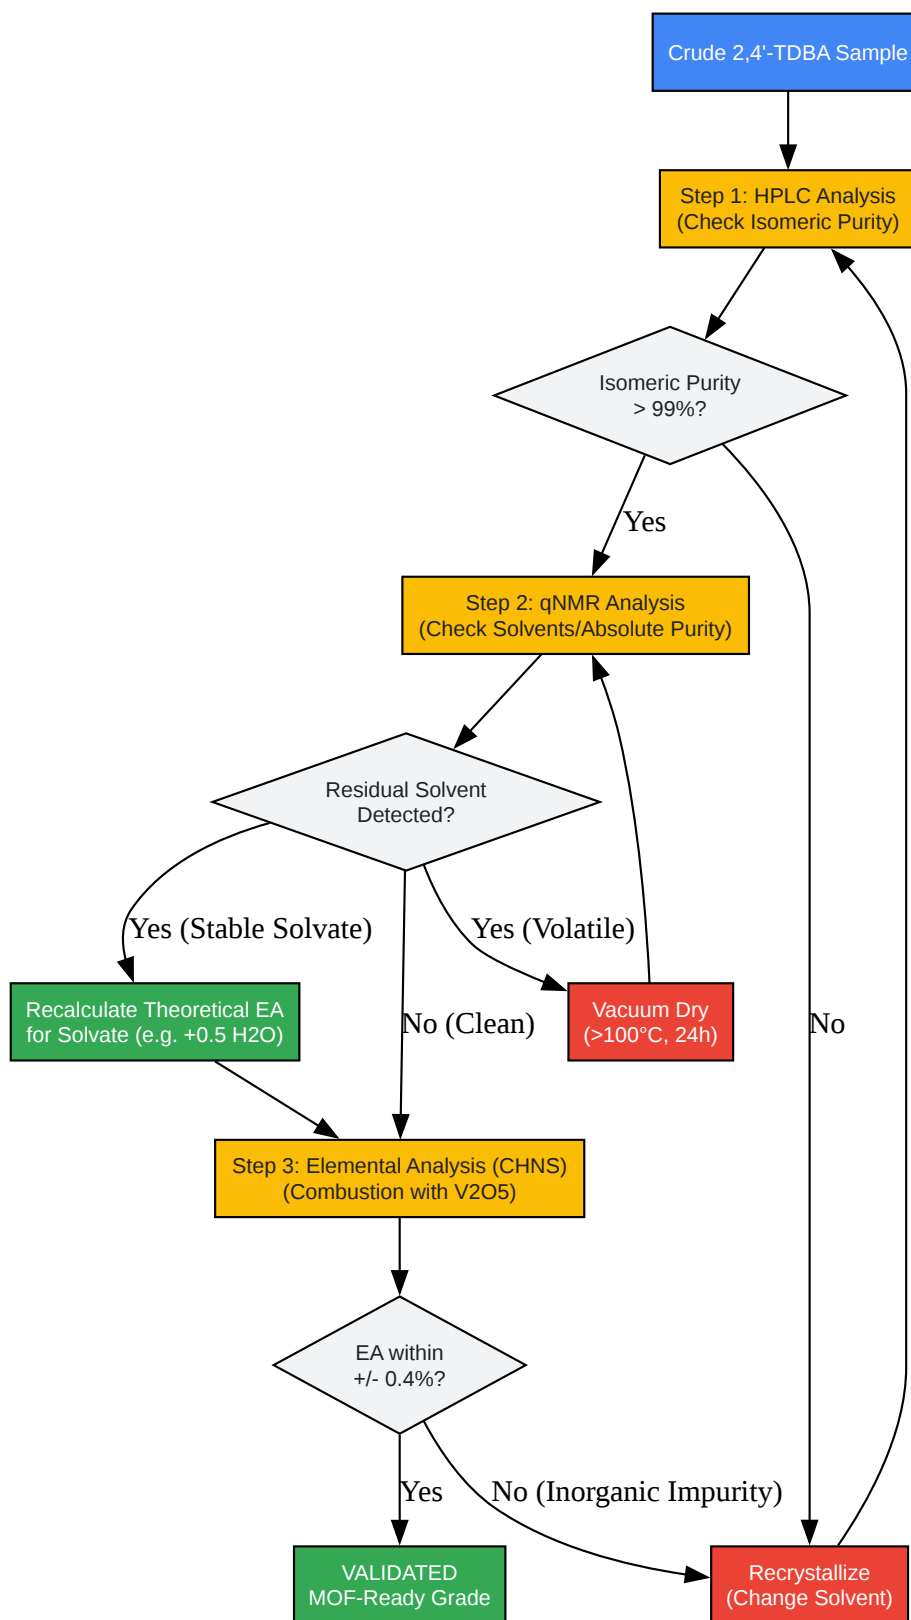 Crude 2,4'-TDBA Sample
Step 1: HPLC Analysis
(Check Isomeric Purity)
Isomeric Purity
> 99%?
Yes
Step 2: qNMR Analysis
(Check Solvents/Absolute Purity)
Residual Solvent
Detected?
Yes (Stable Solvate)
Yes (Volatile)
Recalculate Theoretical EA
for Solvate (e.g. +0.5 H2O)
No (Clean)
Vacuum Dry
(>100°C, 24h)
No
Step 3: Elemental Analysis (CHNS)
(Combustion with V2O5)
EA within
+/- 0.4%?
Yes
No (Inorganic Impurity)
VALIDATED
MOF-Ready Grade
Recrystallize
(Change Solvent)